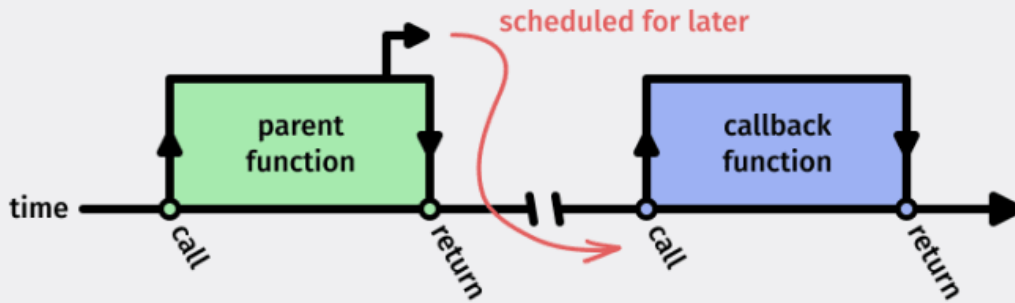 scheduled for later
parent
function
callback
function
time
call
return
call
return